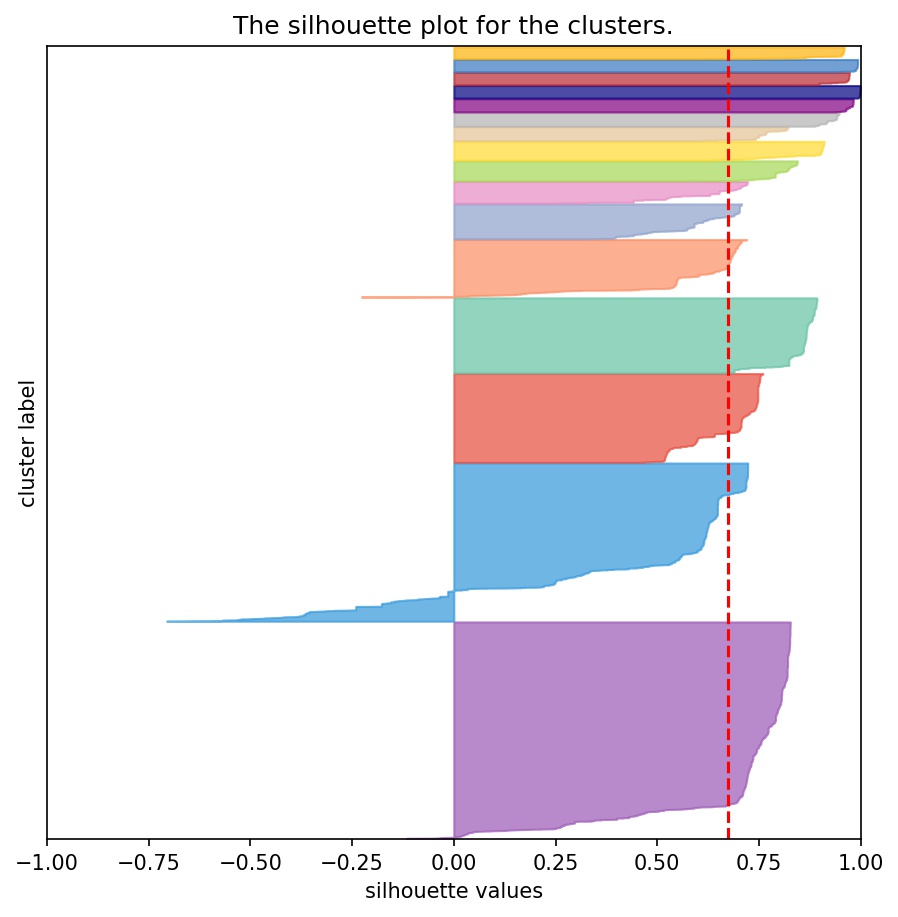 The silhouette plot for the clusters.
cluster label
−1.00 −0.75 −0.50 −0.25 0.00 0.25 0.50 0.75 1.00
silhouette values